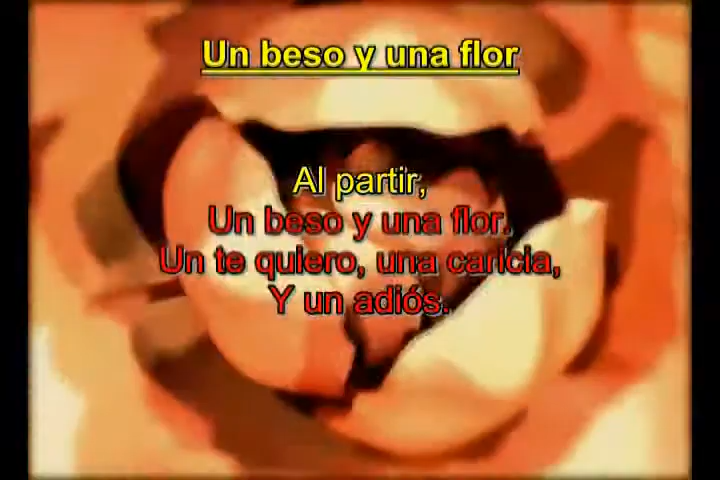 Un beso y una flor
Al partir,
Un beso y una flor.
Un te quiero, una caricia,
Y un adiós.